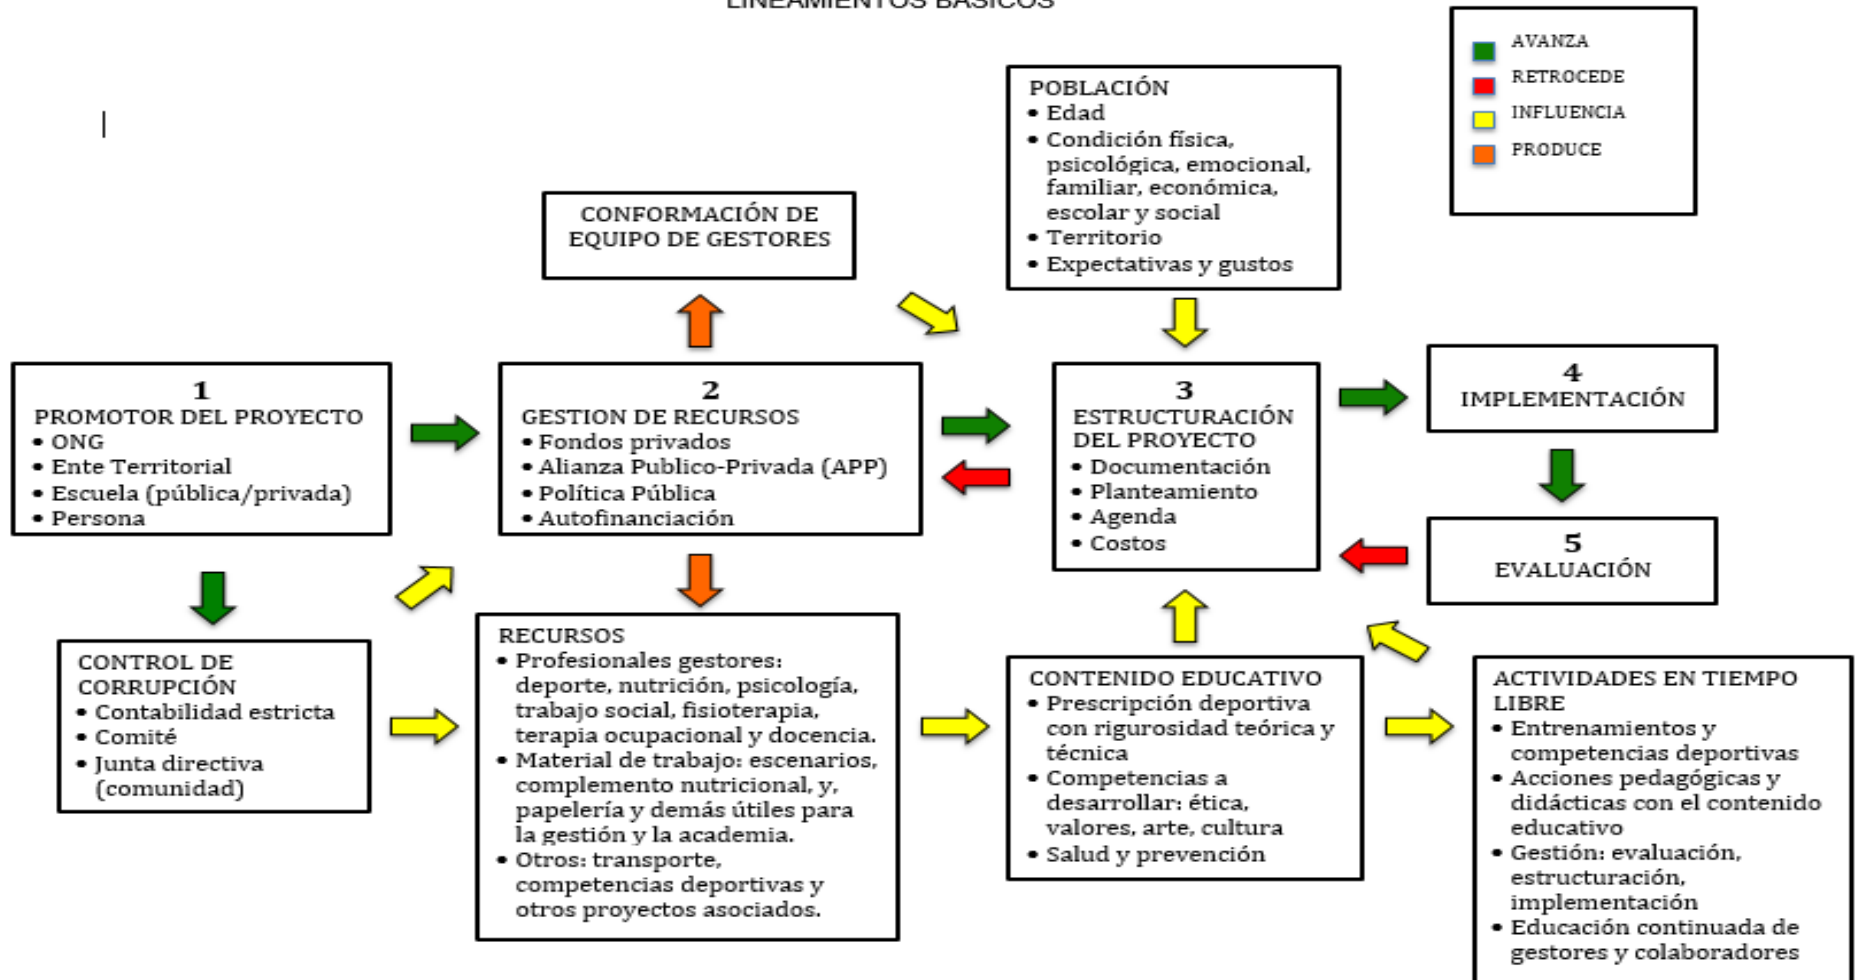 LINEAMIENTOS BÁSICOS
AVANZA
RETROCEDE
INFLUENCIA
PRODUCE
POBLACIÓN
• Edad
• Condición física,
psicológica, emocional,
familiar, económica,
escolar y social
• Territorio
• Expectativas y gustos
CONFORMACIÓN DE
EQUIPO DE GESTORES
1
PROMOTOR DEL PROYECTO
• ONG
• Ente Territorial
• Escuela (pública/privada)
• Persona
2
GESTION DE RECURSOS
• Fondos privados
• Alianza Publico-Privada (APP)
• Política Pública
• Autofinanciación
3
ESTRUCTURACIÓN
DEL PROYECTO
• Documentación
• Planteamiento
• Agenda
• Costos
4
IMPLEMENTACIÓN
5
EVALUACIÓN
CONTROL DE
CORRUPCIÓN
• Contabilidad estricta
• Comité
• Junta directiva
(comunidad)
RECURSOS
• Profesionales gestores:
deporte, nutrición, psicología,
trabajo social, fisioterapia,
terapia ocupacional y docencia.
• Material de trabajo: escenarios,
complemento nutricional, y,
papelería y demás útiles para
la gestión y la academia.
• Otros: transporte,
competencias deportivas y
otros proyectos asociados.
CONTENIDO EDUCATIVO
• Prescripción deportiva
con rigurosidad teórica y
técnica
• Competencias a
desarrollar: ética,
valores, arte, cultura
• Salud y prevención
ACTIVIDADES EN TIEMPO
LIBRE
• Entrenamientos y
competencias deportivas
• Acciones pedagógicas y
didácticas con el contenido
educativo
• Gestión: evaluación,
estructuración,
implementación
• Educación continuada de
gestores y colaboradores